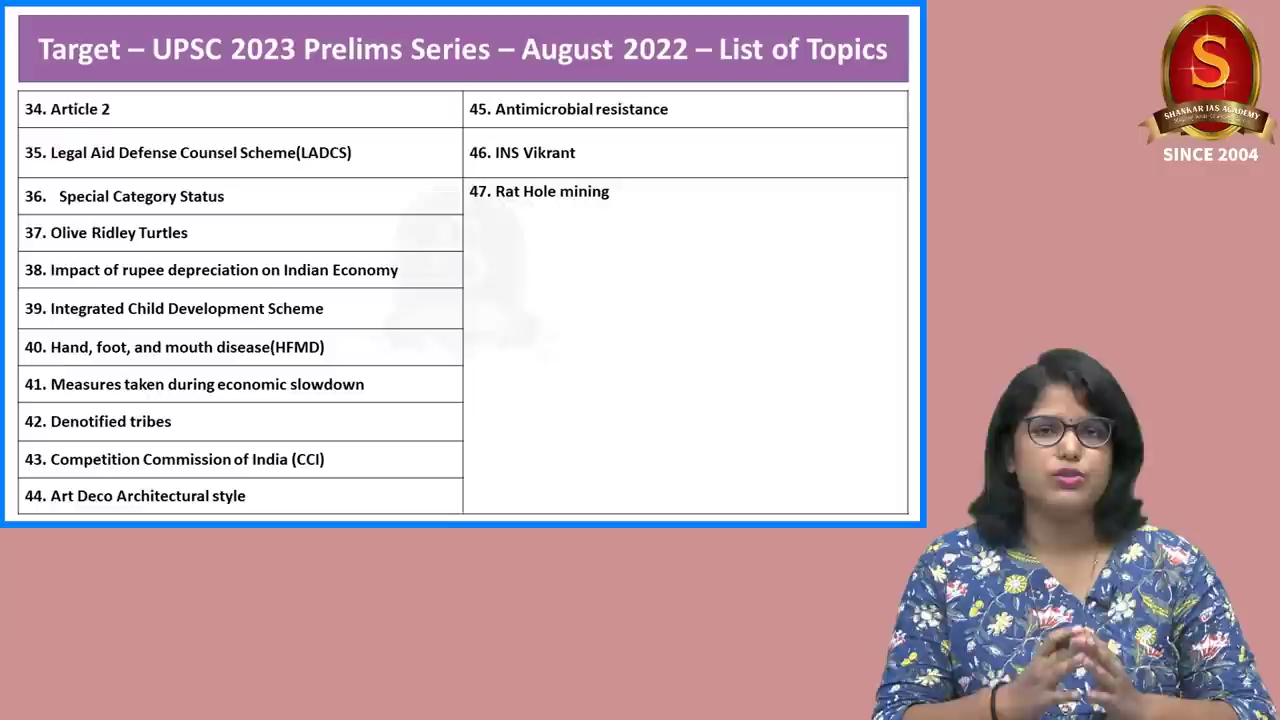 Target – UPSC 2023 Prelims Series – August 2022 – List of Topics
34. Article 2
35. Legal Aid Defense Counsel Scheme(LADCS)
36. Special Category Status
37. Olive Ridley Turtles
38. Impact of rupee depreciation on Indian Economy
39. Integrated Child Development Scheme
40. Hand, foot, and mouth disease(HFMD)
41. Measures taken during economic slowdown
42. Denotified tribes
43. Competition Commission of India (CCI)
44. Art Deco Architectural style
45. Antimicrobial resistance
46. INS Vikrant
47. Rat Hole mining
S
SHANKAR IAS ACADEMY
SINCE 2004